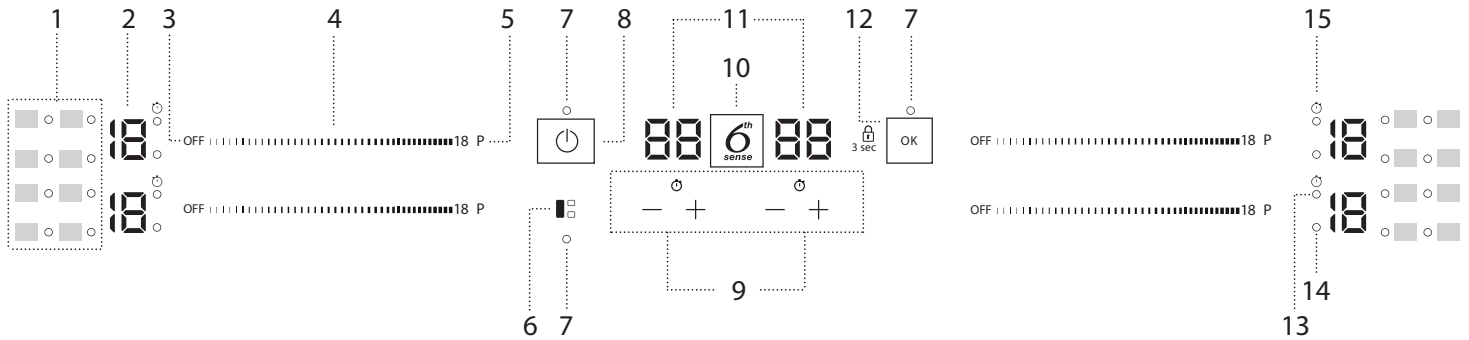 1 2 3 4 5 7 8 11 12 7 15
10
18 OFF 18 P 88 6th sense 88 3 sec OK OFF 18 P 18
18 OFF 18 P − + − + OFF 18 P 18
9
14
6 7 13